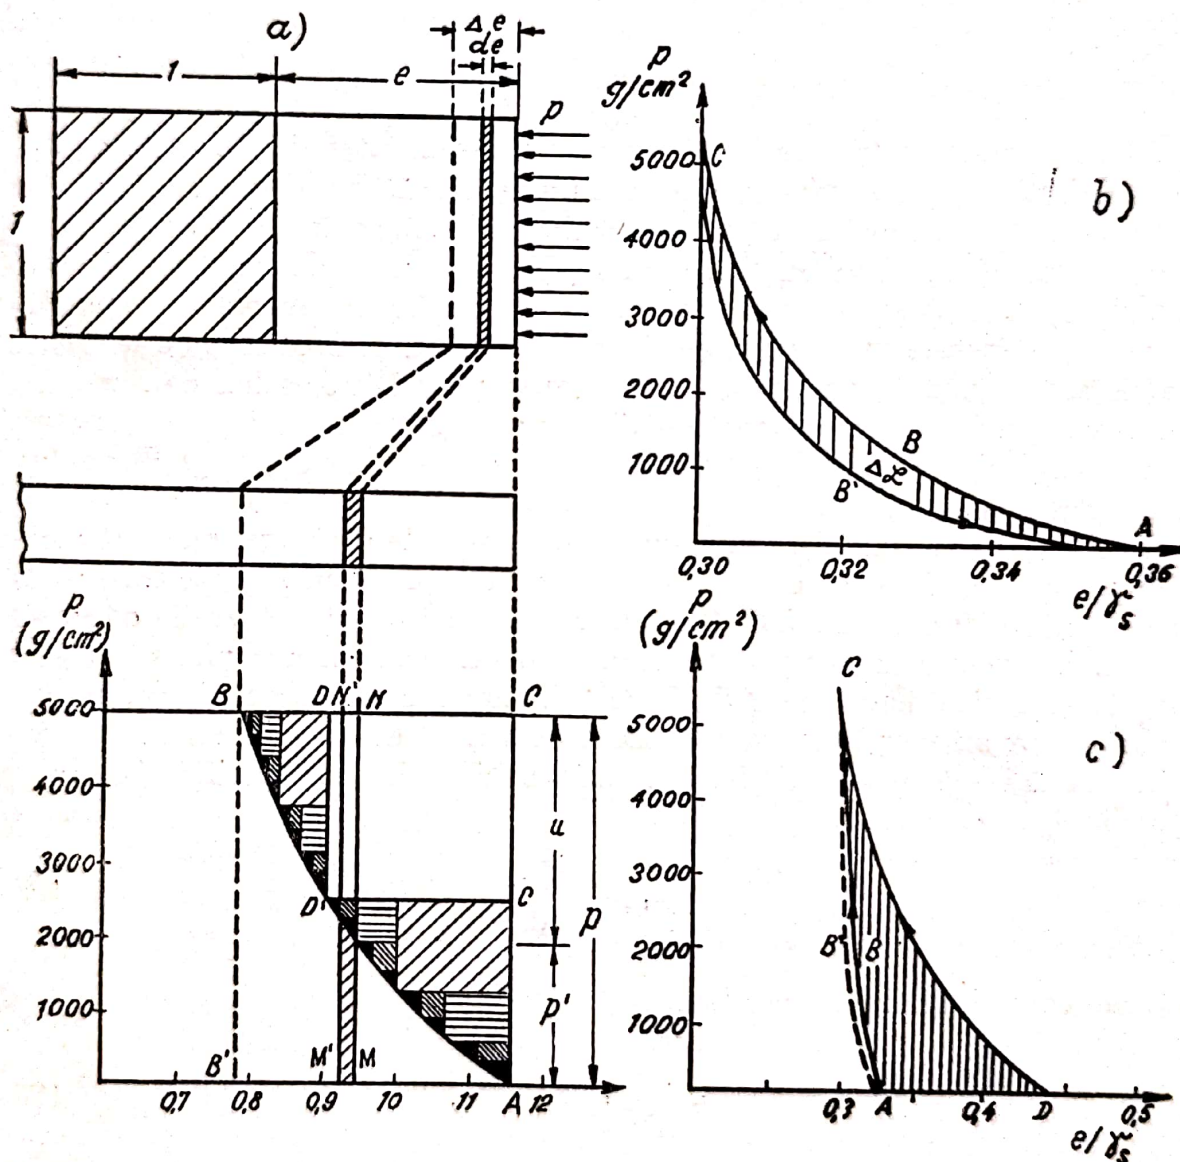 a)
Δ e
de
1
e
p
1
p
g/cm²
5000
4000
3000
2000
1000
C
B
Δℒ
B'
A
0,30
0,32
0,34
0,36
e/γs
b)
p
(g/cm²)
5000
4000
3000
2000
1000
B
D
N'
N
C
D'
C
u
p
p'
B'
M'
M
0,7
0,8
0,9
10
11
A
12
p
(g/cm²)
5000
4000
3000
2000
1000
C
B'
B
0,3
A
0,4
D
0,5
e/γs
c)